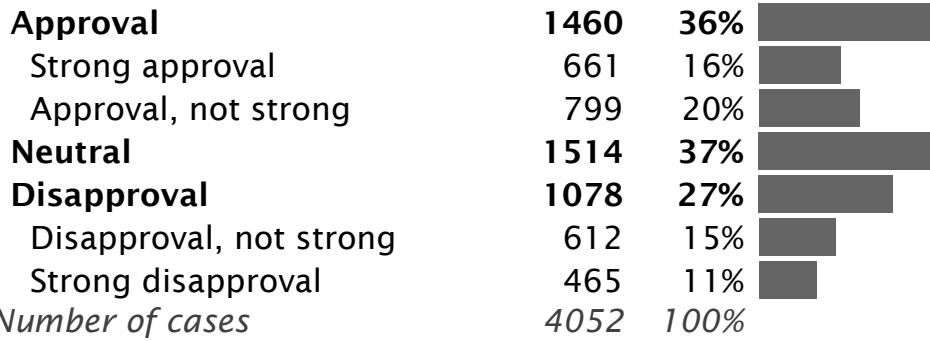 Approval 1460 36%
Strong approval 661 16%
Approval, not strong 799 20%
Neutral 1514 37%
Disapproval 1078 27%
Disapproval, not strong 612 15%
Strong disapproval 465 11%
Number of cases 4052 100%